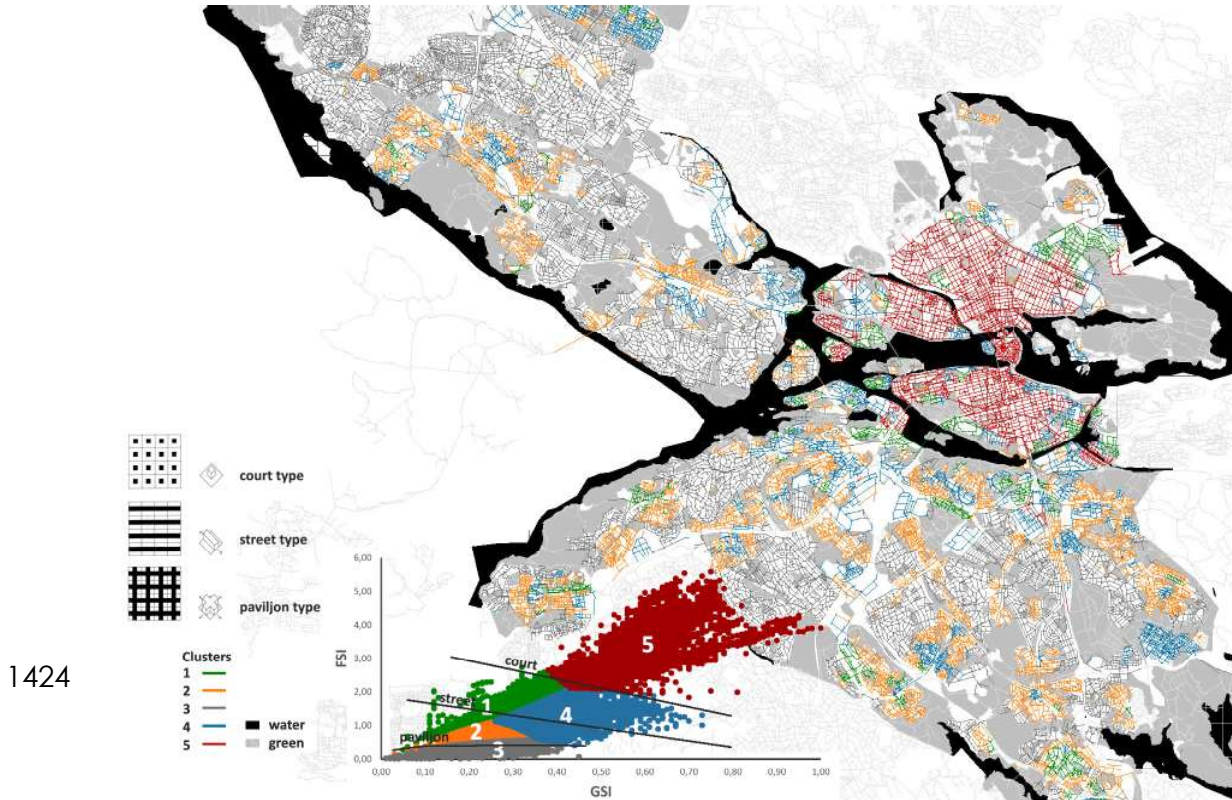 court type
street type
paviljon type
Clusters
1
2
3
4
5
water
green
1424
FSI
6,00
5,00
4,00
3,00
2,00
1,00
0,00
court
street
paviljon
1
2
3
4
5
0,00 0,10 0,20 0,30 0,40 0,50 0,60 0,70 0,80 0,90 1,00
GSI